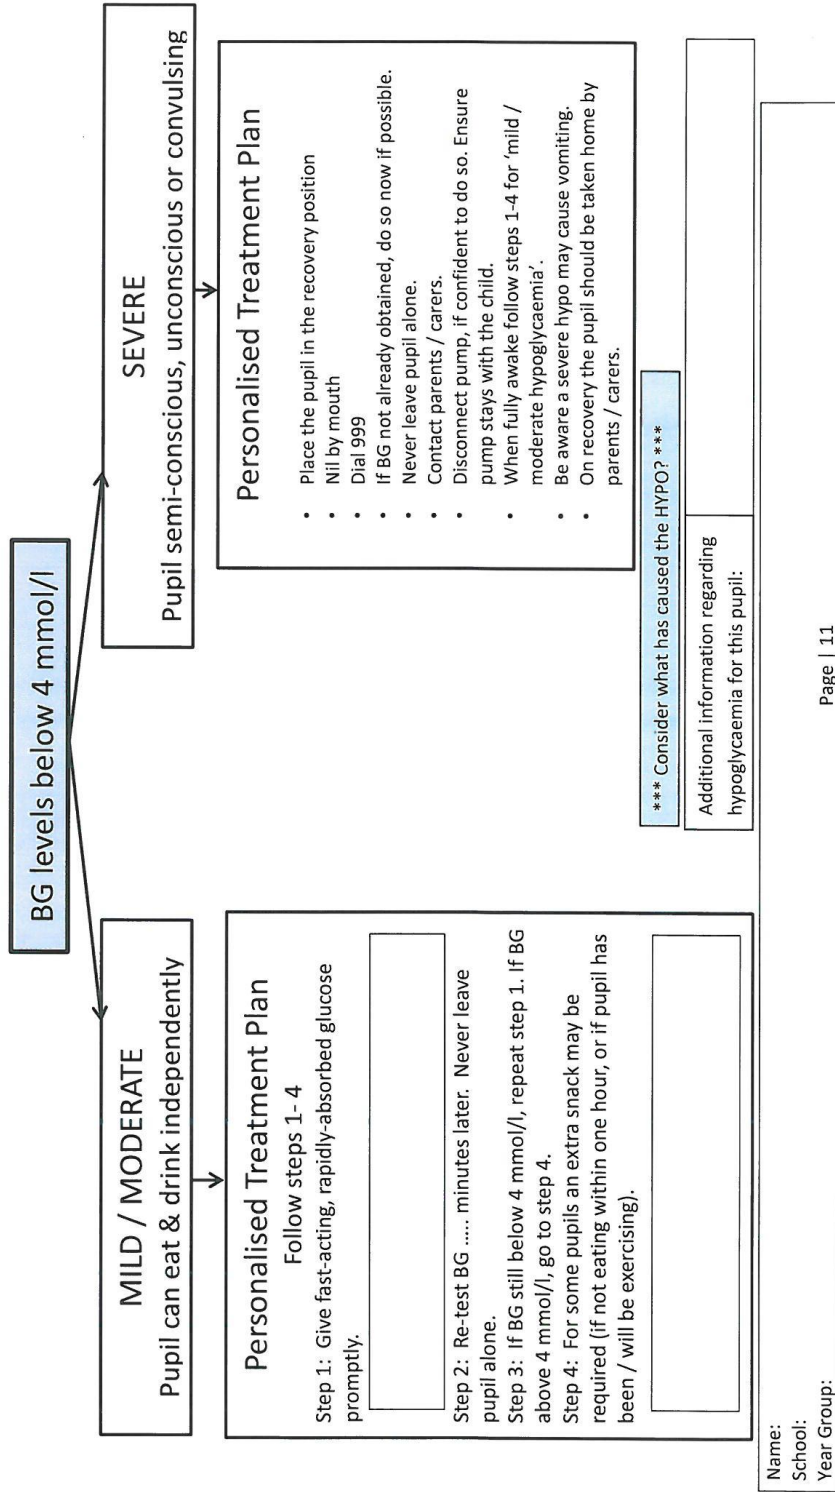 BG levels below 4 mmol/l
MILD / MODERATE
Pupil can eat & drink independently
Personalised Treatment Plan
Follow steps 1- 4
Step 1:  Give fast-acting, rapidly-absorbed glucose
promptly.
Step 2:  Re-test BG ..... minutes later.  Never leave
pupil alone.
Step 3:  If BG still below 4 mmol/l, repeat step 1. If BG
above 4 mmol/l, go to step 4.
Step 4:  For some pupils an extra snack may be
required (if not eating within one hour, or if pupil has
been / will be exercising).
SEVERE
Pupil semi-conscious, unconscious or convulsing
Personalised Treatment Plan
• Place the pupil in the recovery position
• Nil by mouth
• Dial 999
• If BG not already obtained, do so now if possible.
• Never leave pupil alone.
• Contact parents / carers.
• Disconnect pump, if confident to do so. Ensure
pump stays with the child.
• When fully awake follow steps 1-4 for 'mild /
moderate hypoglycaemia'.
• Be aware a severe hypo may cause vomiting.
• On recovery the pupil should be taken home by
parents / carers.
*** Consider what has caused the HYPO? ***
Additional information regarding
hypoglycaemia for this pupil:
Name:
School:
Year Group:
Page | 11